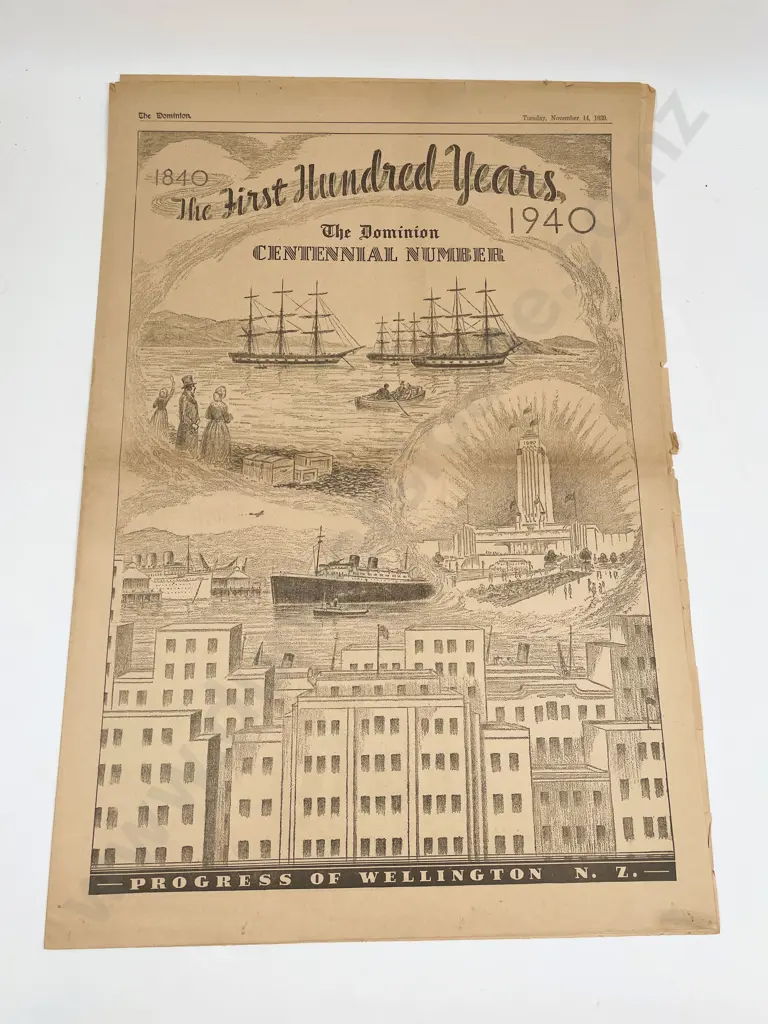 The Dominion.
Tuesday, November 14, 1939.
1840
The First Hundred Years,
1940
The Dominion
CENTENNIAL NUMBER
— PROGRESS OF WELLINGTON N. Z. —